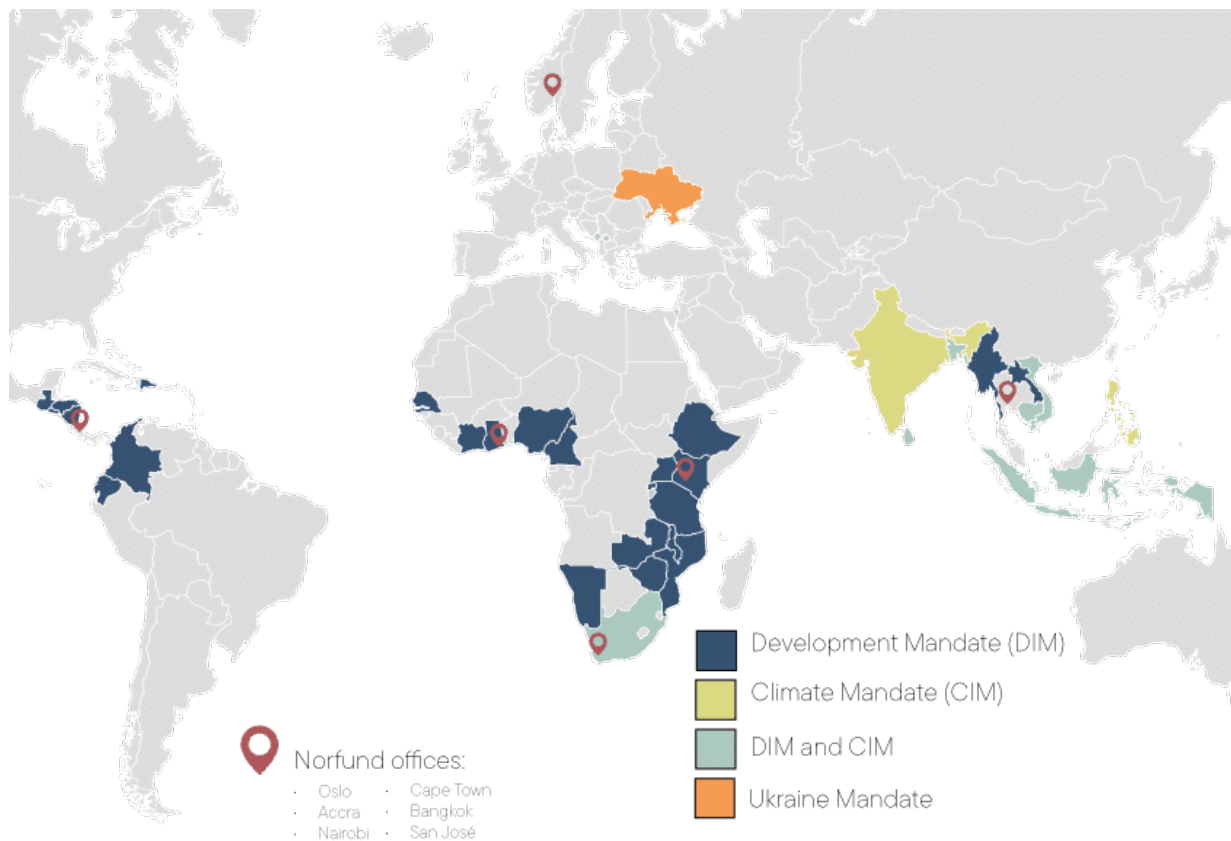 Development Mandate (DIM)
Climate Mandate (CIM)
DIM and CIM
Ukraine Mandate
Norfund offices:
· Oslo · Cape Town
· Accra · Bangkok
· Nairobi · San José